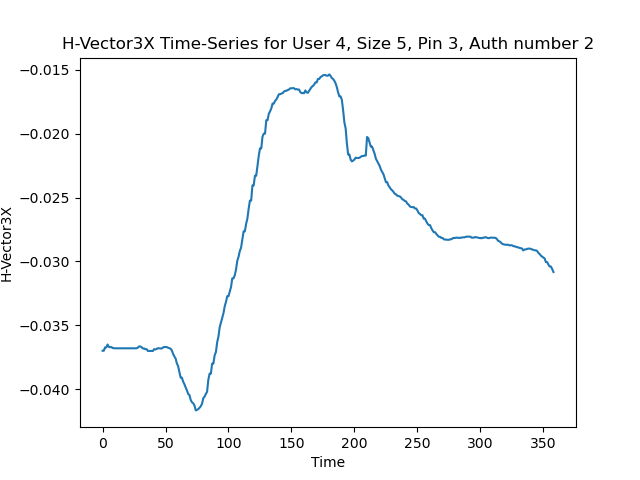 H-Vector3X Time-Series for User 4, Size 5, Pin 3, Auth number 2
−0.015
−0.020
−0.025
−0.030
−0.035
−0.040
H-Vector3X
0 50 100 150 200 250 300 350
Time